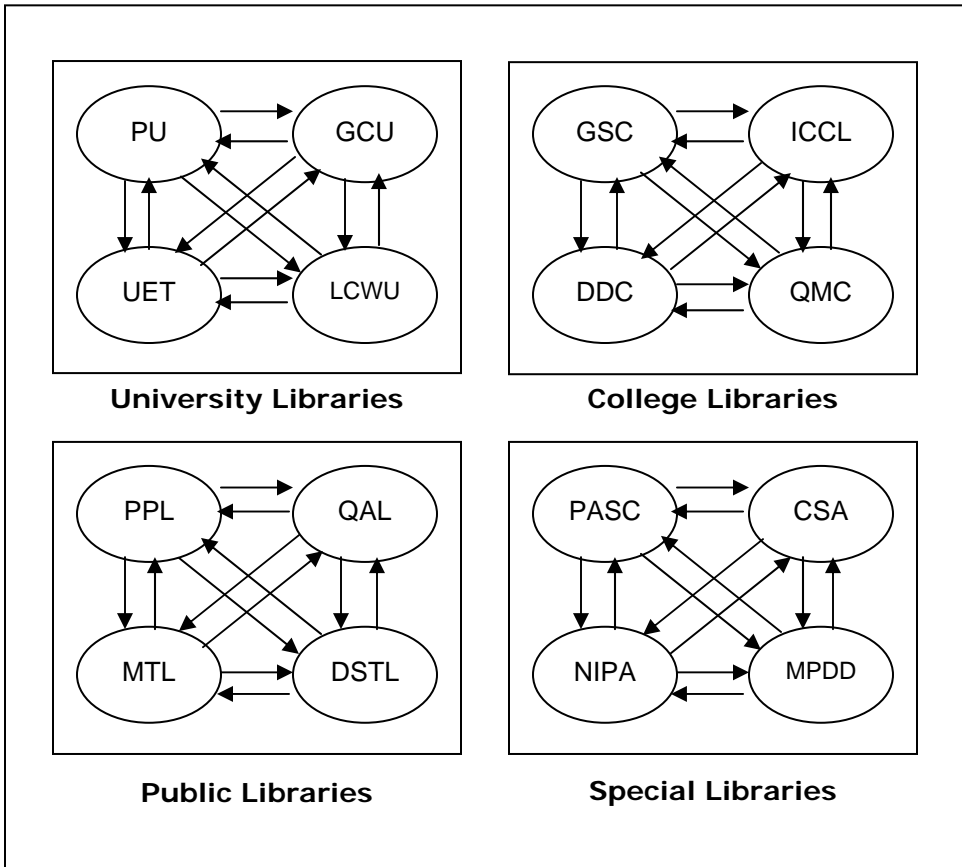 PU
GCU
UET
LCWU
University Libraries
GSC
ICCL
DDC
QMC
College Libraries
PPL
QAL
MTL
DSTL
Public Libraries
PASC
CSA
NIPA
MPDD
Special Libraries